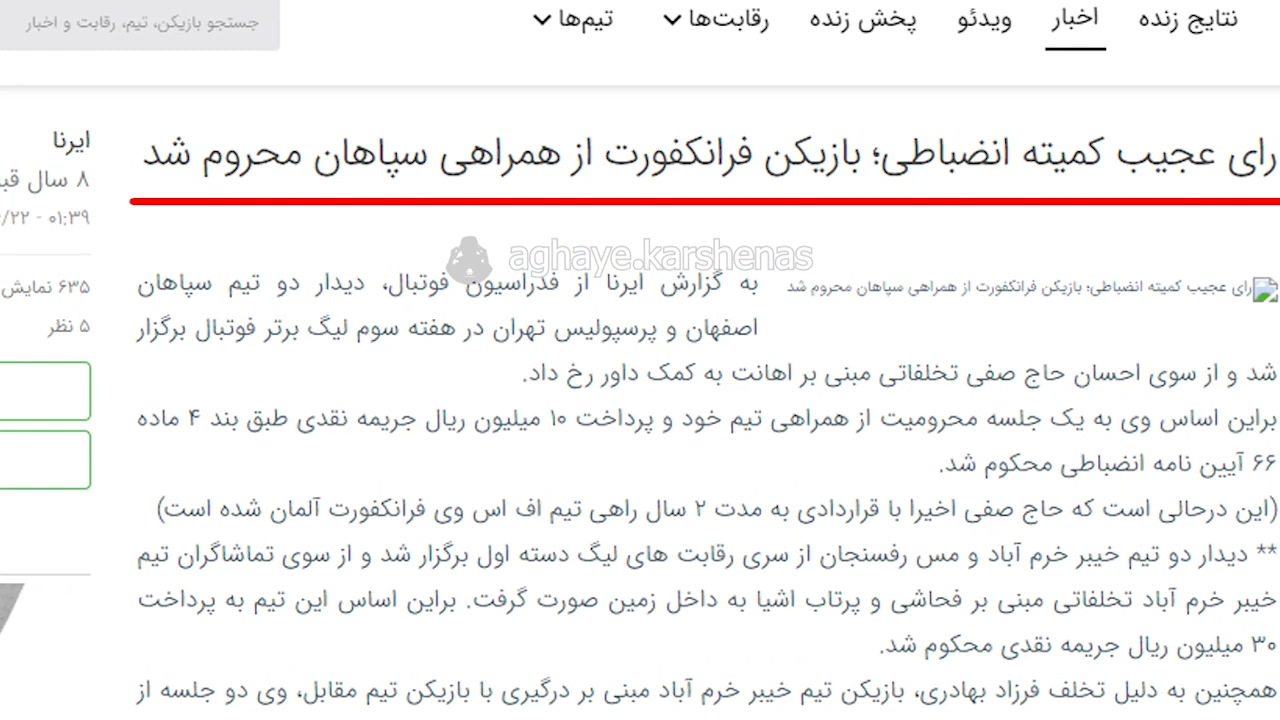 نتایج زنده اخبار ویدئو پخش زنده رقابت‌ها تیم‌ها جستجو بازیکن، تیم، رقابت و اخبار
رای عجیب کمیته انضباطی؛ بازیکن فرانکفورت از همراهی سپاهان محروم شد
ایرنا
۸ سال
۰۱:۳۹ - ۲۲/
۶۳۵ نمایش
۵ نظر
aghaye.karshenas
رای عجیب کمیته انضباطی؛ بازیکن فرانکفورت از همراهی سپاهان محروم شد
به گزارش ایرنا از فدراسیون فوتبال، دیدار دو تیم سپاهان
اصفهان و پرسپولیس تهران در هفته سوم لیگ برتر فوتبال برگزار
شد و از سوی احسان حاج صفی تخلفاتی مبنی بر اهانت به کمک داور رخ داد.
براین اساس وی به یک جلسه محرومیت از همراهی تیم خود و پرداخت ۱۰ میلیون ریال جریمه نقدی طبق بند ۴ ماده
۶۶ آیین نامه انضباطی محکوم شد.
(این درحالی است که حاج صفی اخیرا با قراردادی به مدت ۲ سال راهی تیم اف اس وی فرانکفورت آلمان شده است)
** دیدار دو تیم خیبر خرم آباد و مس رفسنجان از سری رقابت های لیگ دسته اول برگزار شد و از سوی تماشاگران تیم
خیبر خرم آباد تخلفاتی مبنی بر فحاشی و پرتاب اشیا به داخل زمین صورت گرفت. براین اساس این تیم به پرداخت
۳۰ میلیون ریال جریمه نقدی محکوم شد.
همچنین به دلیل تخلف فرزاد بهادری، بازیکن تیم خیبر خرم آباد مبنی بر درگیری با بازیکن تیم مقابل، وی دو جلسه از